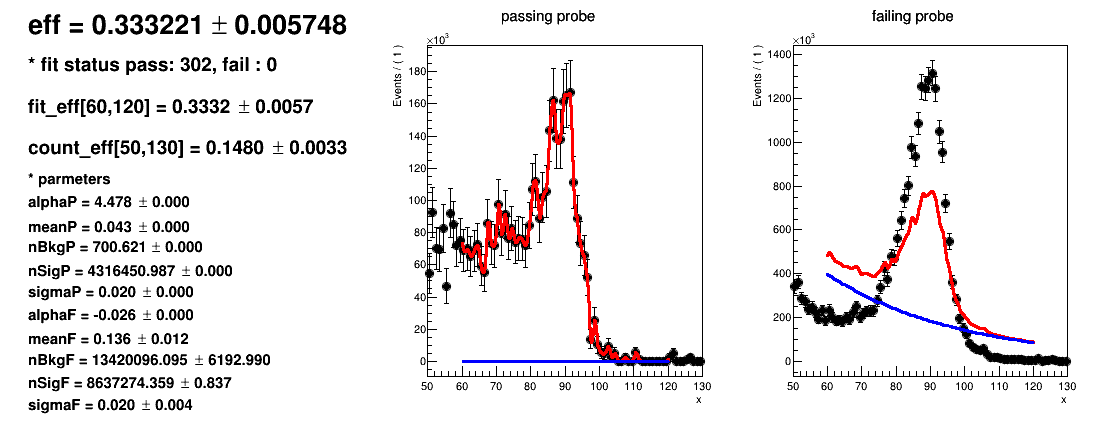 eff = 0.333221 ± 0.005748
* fit status pass: 302, fail : 0
fit_eff[60,120] = 0.3332 ± 0.0057
count_eff[50,130] = 0.1480 ± 0.0033
* parmeters
alphaP = 4.478 ± 0.000
meanP = 0.043 ± 0.000
nBkgP = 700.621 ± 0.000
nSigP = 4316450.987 ± 0.000
sigmaP = 0.020 ± 0.000
alphaF = -0.026 ± 0.000
meanF = 0.136 ± 0.012
nBkgF = 13420096.095 ± 6192.990
nSigF = 8637274.359 ± 0.837
sigmaF = 0.020 ± 0.004
passing probe
×10³
Events / ( 1 )
180
160
140
120
100
80
60
40
20
0
50 60 70 80 90 100 110 120 130
x
failing probe
×10³
Events / ( 1 )
1400
1200
1000
800
600
400
200
0
50 60 70 80 90 100 110 120 130
x